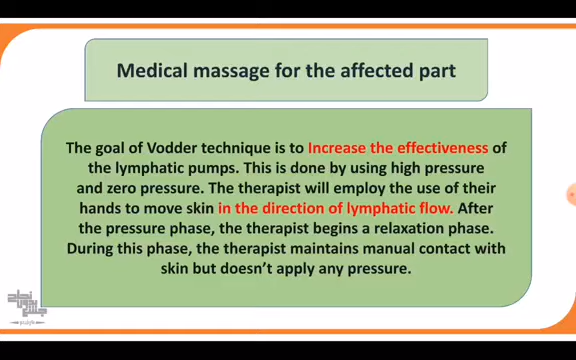 Medical massage for the affected part
The goal of Vodder technique is to Increase the effectiveness of
the lymphatic pumps. This is done by using high pressure
and zero pressure. The therapist will employ the use of their
hands to move skin in the direction of lymphatic flow. After
the pressure phase, the therapist begins a relaxation phase.
During this phase, the therapist maintains manual contact with
skin but doesn't apply any pressure.